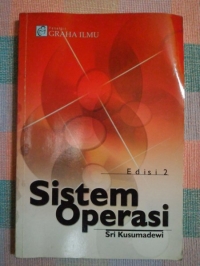 GRAHA ILMU
Edisi 2
Sistem
Operasi
Sri Kusumadewi